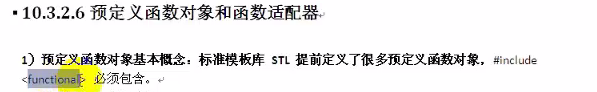 ▪ 10.3.2.6 预定义函数对象和函数适配器↵
1）预定义函数对象基本概念：标准模板库 STL 提前定义了很多预定义函数对象，#include
<functional> 必须包含。↵